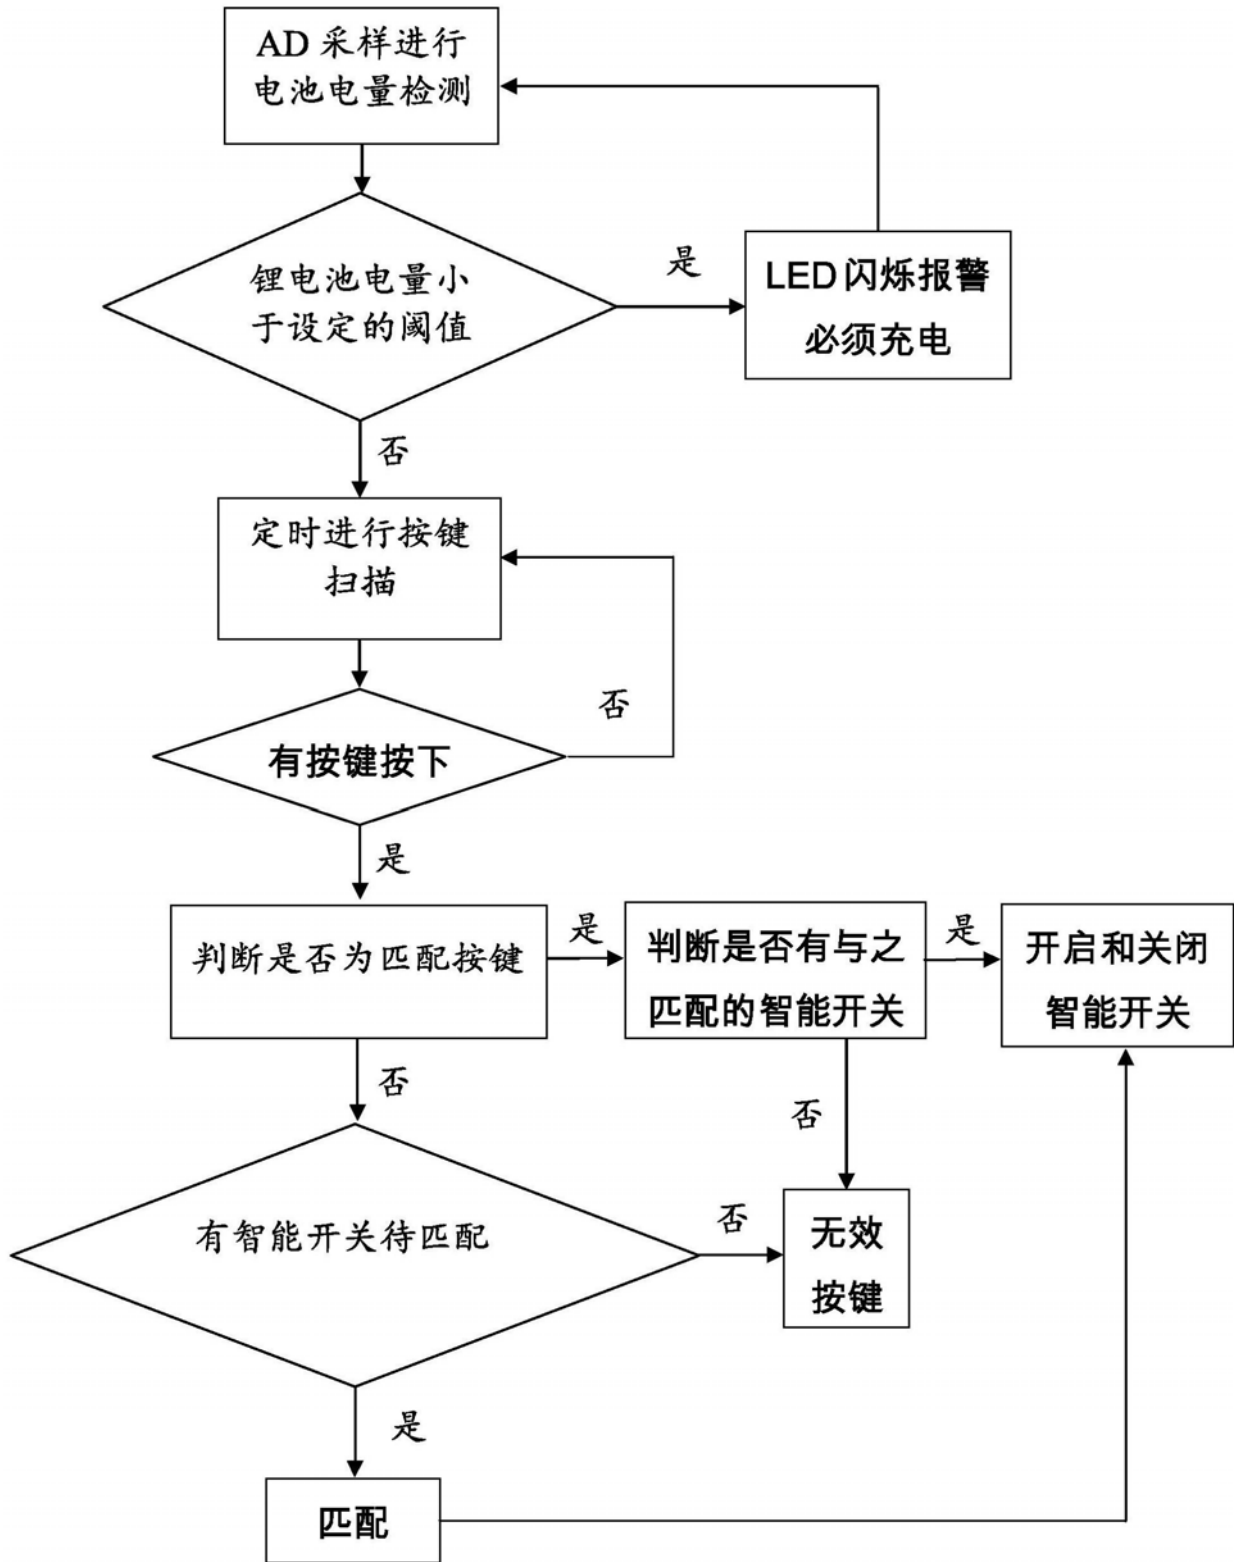 AD 采样进行
电池电量检测
锂电池电量小
于设定的阈值
是
LED 闪烁报警
必须充电
否
定时进行按键
扫描
否
有按键按下
是
判断是否为匹配按键
是
判断是否有与之
匹配的智能开关
是
开启和关闭
智能开关
否
否
有智能开关待匹配
否
无效
按键
是
匹配